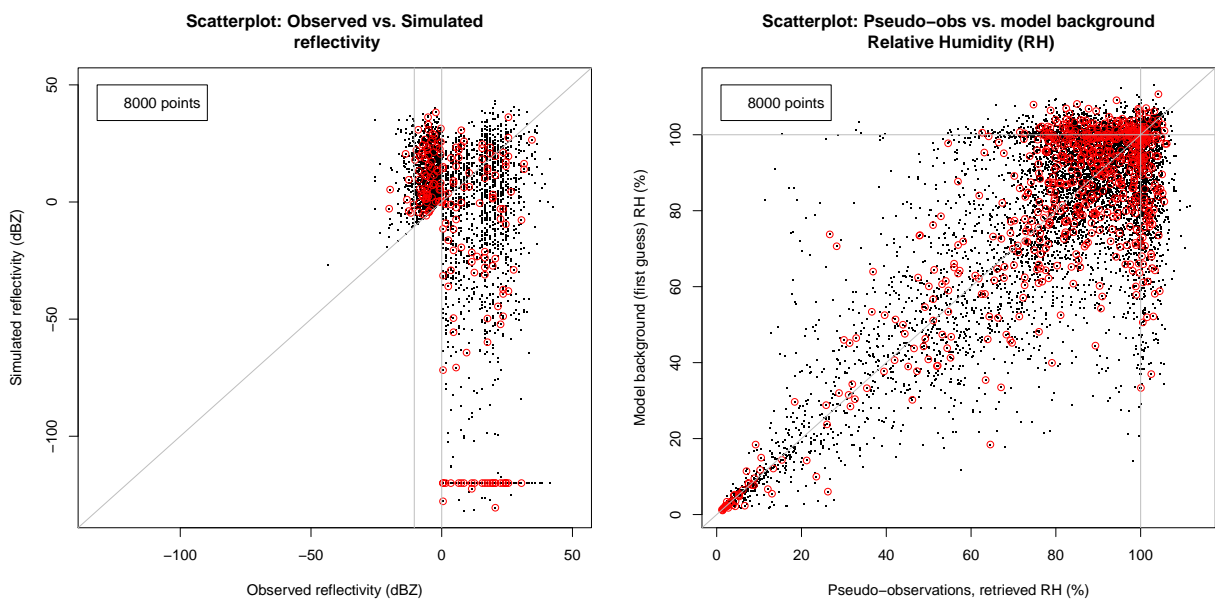 Scatterplot: Observed vs. Simulated
reflectivity
8000 points
50
0
−50
−100
Simulated reflectivity (dBZ)
−100
−50
0
50
Observed reflectivity (dBZ)
Scatterplot: Pseudo−obs vs. model background
Relative Humidity (RH)
8000 points
100
80
60
40
20
0
Model background (first guess) RH (%)
0
20
40
60
80
100
Pseudo−observations, retrieved RH (%)